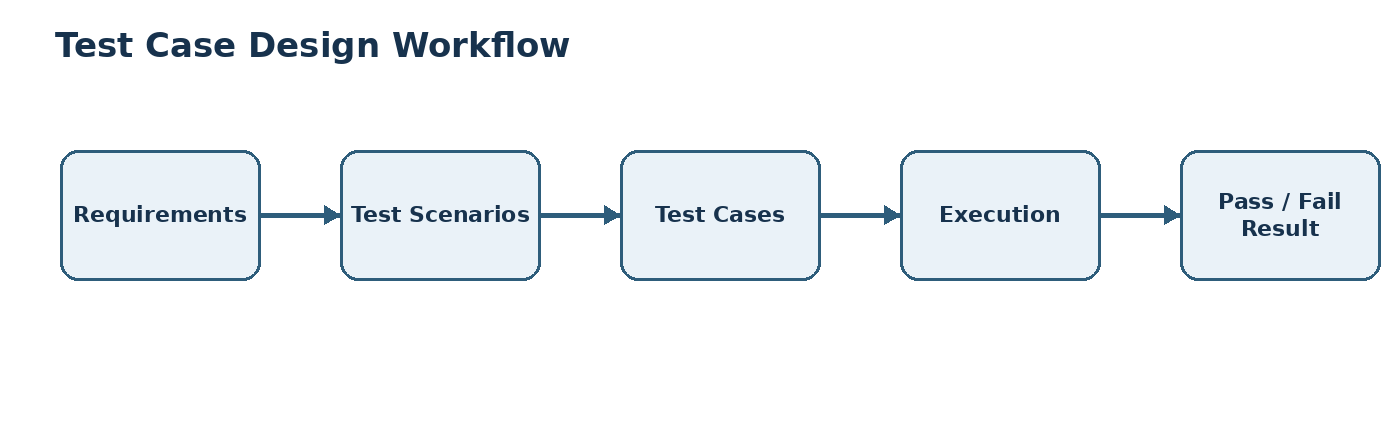 Test Case Design Workflow
Requirements
Test Scenarios
Test Cases
Execution
Pass / Fail
Result